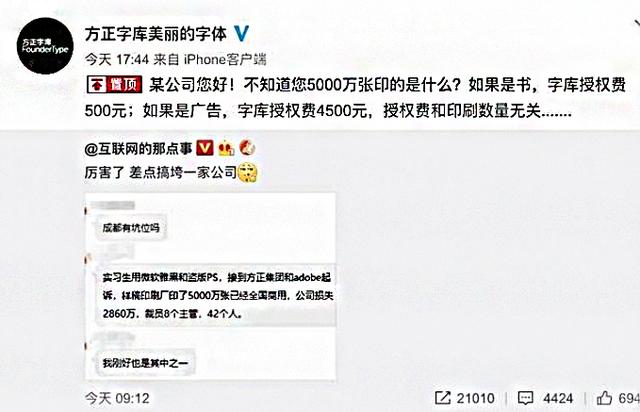 方正字库
FounderType
方正字库美丽的字体
今天 17:44 来自 iPhone客户端
置顶 某公司您好！不知道您5000万张印的是什么？如果是书，字库授权费
500元；如果是广告，字库授权费4500元，授权费和印刷数量无关.......
@互联网的那点事
厉害了 差点搞垮一家公司
成都有坑位吗
实习生用微软雅黑和盗版PS，接到方正集团和adobe起
诉，样稿印刷厂印了5000万张已经全国商用，公司损失
2860万，裁员8个主管，42个人。
我刚好也是其中之一
今天 09:12
21010
4424
694